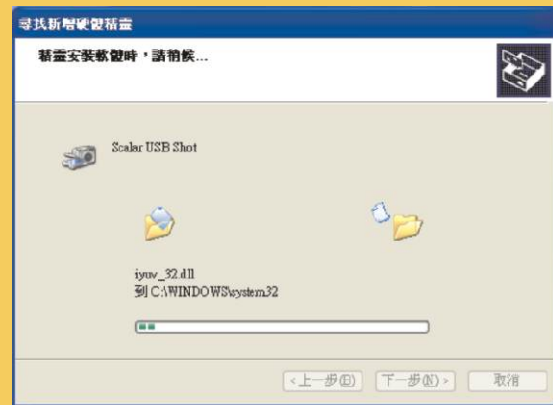 尋找新增硬體精靈
精靈安裝軟體時，請稍候...
Scalar USB Shot
iyuv_32.dll
到 C:\WINDOWS\system32
<上一步(B) 下一步(N)> 取消